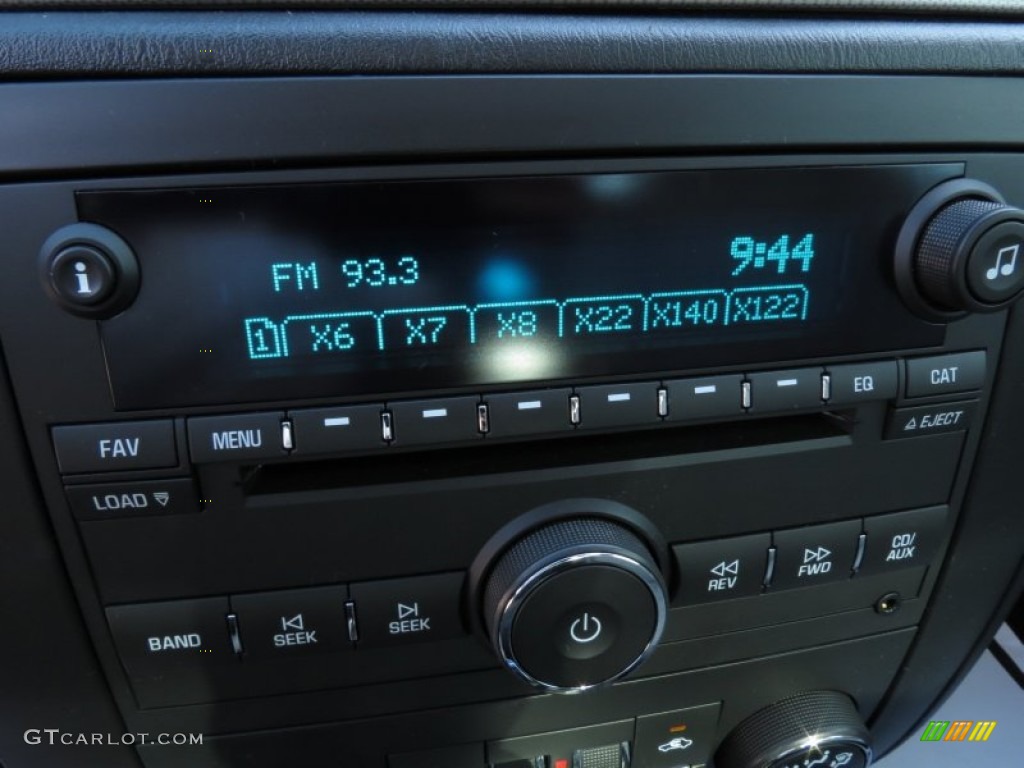 FM 93.3 9:44
1 X6 X7 X8 X22 X140 X122
FAV MENU EQ CAT
LOAD EJECT
BAND SEEK SEEK REV FWD CD/AUX
GTCARLOT.COM